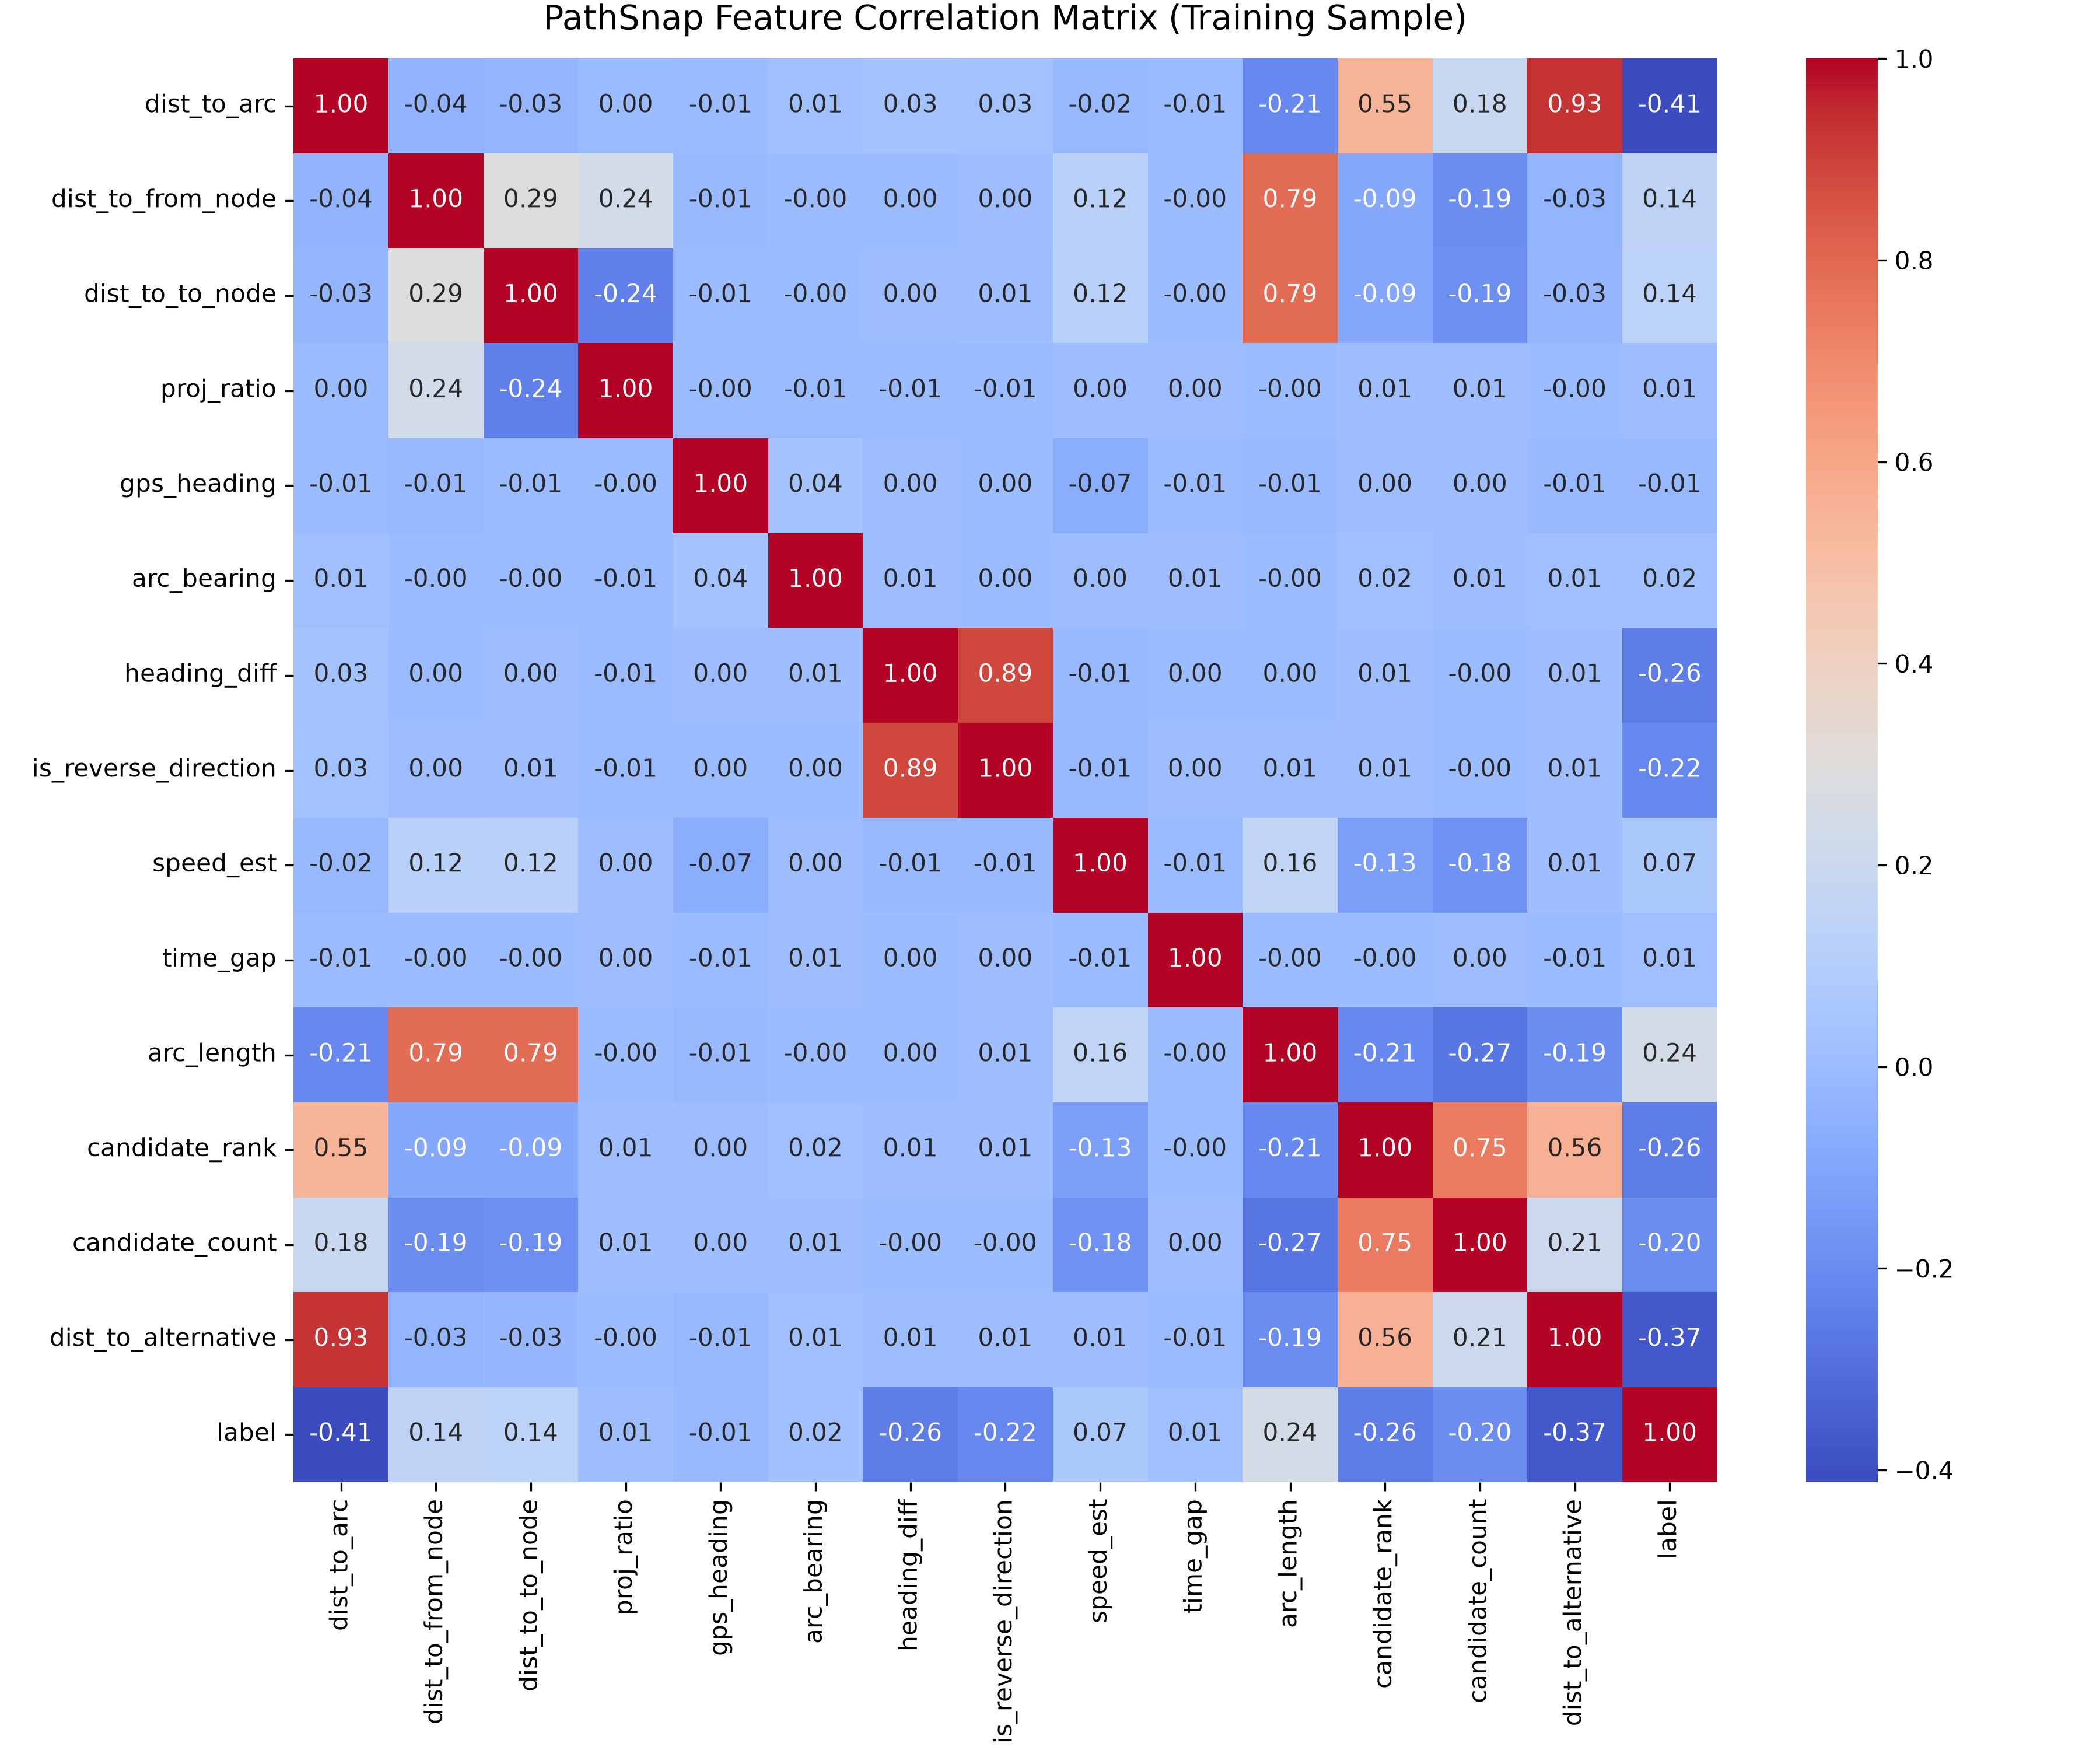 PathSnap Feature Correlation Matrix (Training Sample)
dist_to_arc 1.00 -0.04 -0.03 0.00 -0.01 0.01 0.03 0.03 -0.02 -0.01 -0.21 0.55 0.18 0.93 -0.41
dist_to_from_node -0.04 1.00 0.29 0.24 -0.01 -0.00 0.00 0.00 0.12 -0.00 0.79 -0.09 -0.19 -0.03 0.14
dist_to_to_node -0.03 0.29 1.00 -0.24 -0.01 -0.00 0.00 0.01 0.12 -0.00 0.79 -0.09 -0.19 -0.03 0.14
proj_ratio 0.00 0.24 -0.24 1.00 -0.00 -0.01 -0.01 -0.01 0.00 0.00 -0.00 0.01 0.01 -0.00 0.01
gps_heading -0.01 -0.01 -0.01 -0.00 1.00 0.04 0.00 0.00 -0.07 -0.01 -0.01 0.00 0.00 -0.01 -0.01
arc_bearing 0.01 -0.00 -0.00 -0.01 0.04 1.00 0.01 0.00 0.00 0.01 -0.00 0.02 0.01 0.01 0.02
heading_diff 0.03 0.00 0.00 -0.01 0.00 0.01 1.00 0.89 -0.01 0.00 0.00 0.01 -0.00 0.01 -0.26
is_reverse_direction 0.03 0.00 0.01 -0.01 0.00 0.00 0.89 1.00 -0.01 0.00 0.01 0.01 -0.00 0.01 -0.22
speed_est -0.02 0.12 0.12 0.00 -0.07 0.00 -0.01 -0.01 1.00 -0.01 0.16 -0.13 -0.18 0.01 0.07
time_gap -0.01 -0.00 -0.00 0.00 -0.01 0.01 0.00 0.00 -0.01 1.00 -0.00 -0.00 0.00 -0.01 0.01
arc_length -0.21 0.79 0.79 -0.00 -0.01 -0.00 0.00 0.01 0.16 -0.00 1.00 -0.21 -0.27 -0.19 0.24
candidate_rank 0.55 -0.09 -0.09 0.01 0.00 0.02 0.01 0.01 -0.13 -0.00 -0.21 1.00 0.75 0.56 -0.26
candidate_count 0.18 -0.19 -0.19 0.01 0.00 0.01 -0.00 -0.00 -0.18 0.00 -0.27 0.75 1.00 0.21 -0.20
dist_to_alternative 0.93 -0.03 -0.03 -0.00 -0.01 0.01 0.01 0.01 0.01 -0.01 -0.19 0.56 0.21 1.00 -0.37
label -0.41 0.14 0.14 0.01 -0.01 0.02 -0.26 -0.22 0.07 0.01 0.24 -0.26 -0.20 -0.37 1.00
dist_to_arc
dist_to_from_node
dist_to_to_node
proj_ratio
gps_heading
arc_bearing
heading_diff
is_reverse_direction
speed_est
time_gap
arc_length
candidate_rank
candidate_count
dist_to_alternative
label
1.0
0.8
0.6
0.4
0.2
0.0
−0.2
−0.4